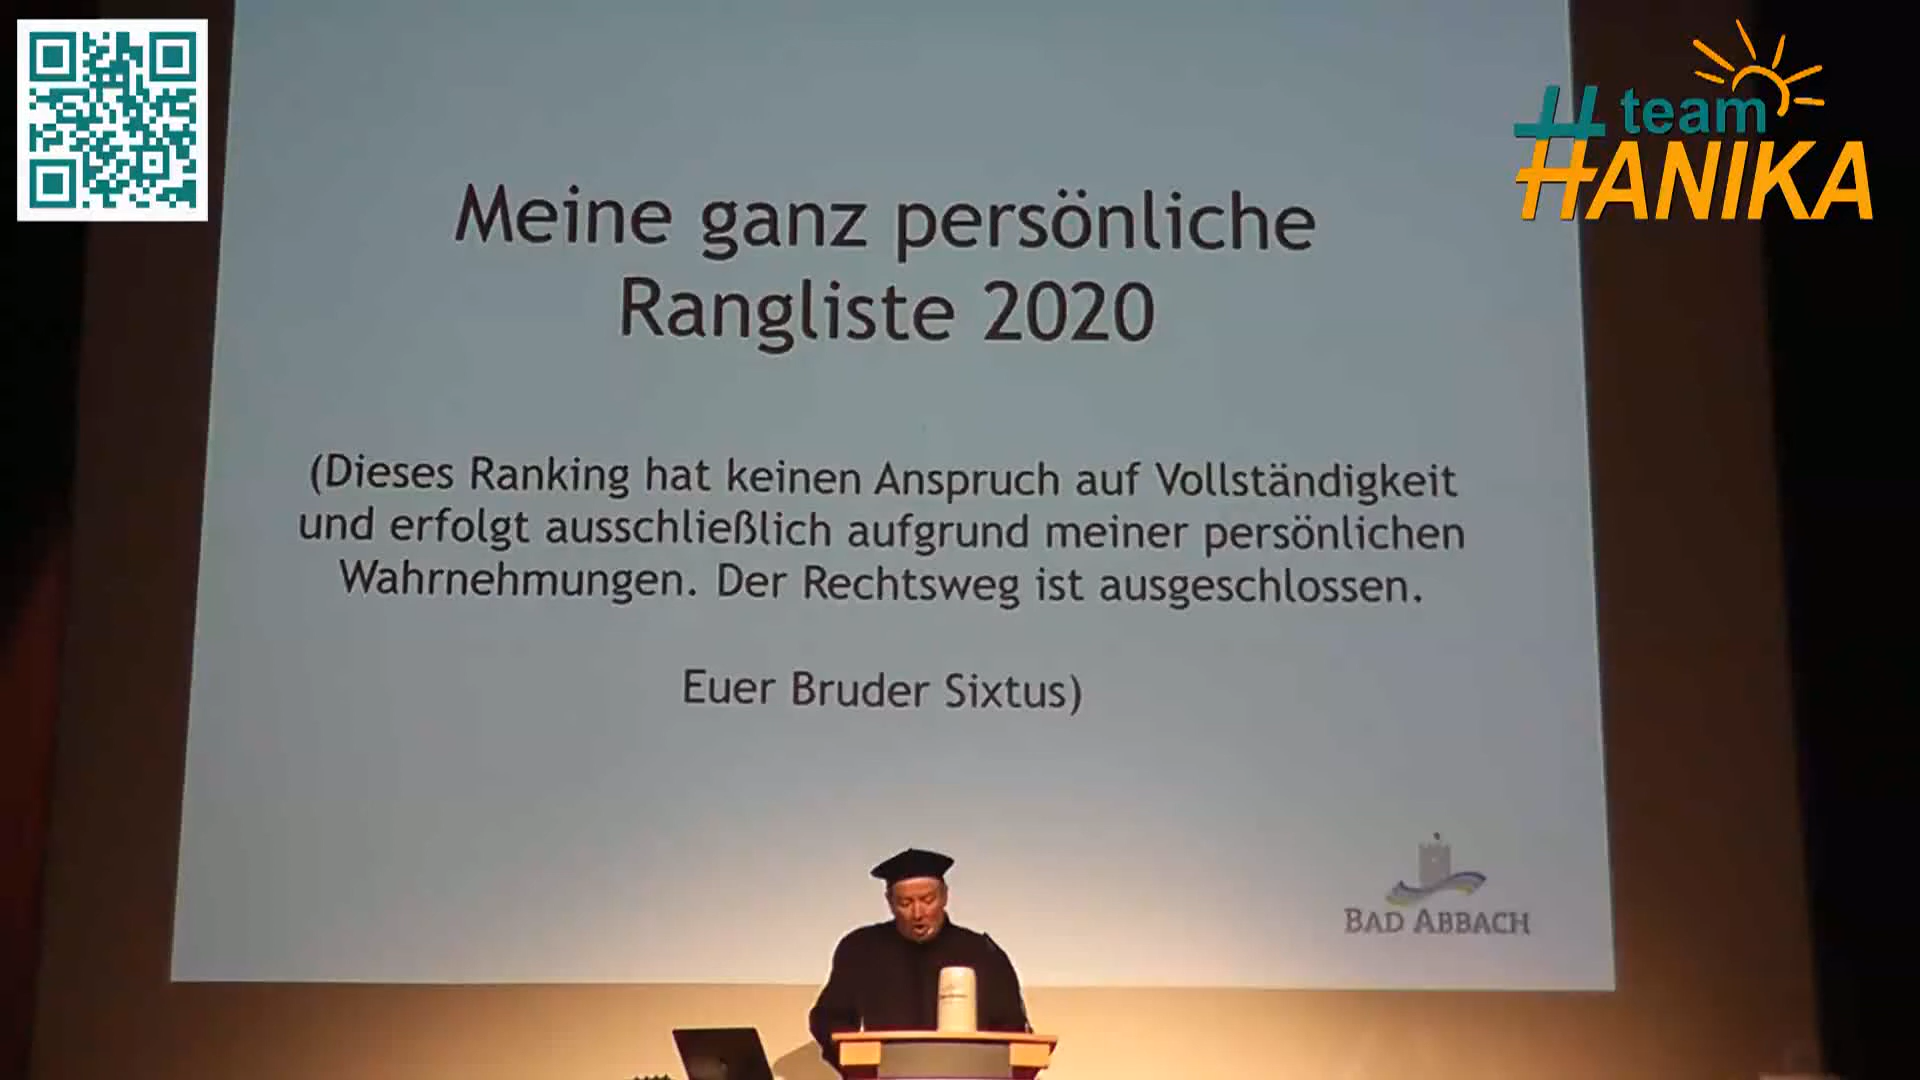 #team
HANIKA
Meine ganz persönliche
Rangliste 2020
(Dieses Ranking hat keinen Anspruch auf Vollständigkeit
und erfolgt ausschließlich aufgrund meiner persönlichen
Wahrnehmungen. Der Rechtsweg ist ausgeschlossen.
Euer Bruder Sixtus)
BAD ABBACH